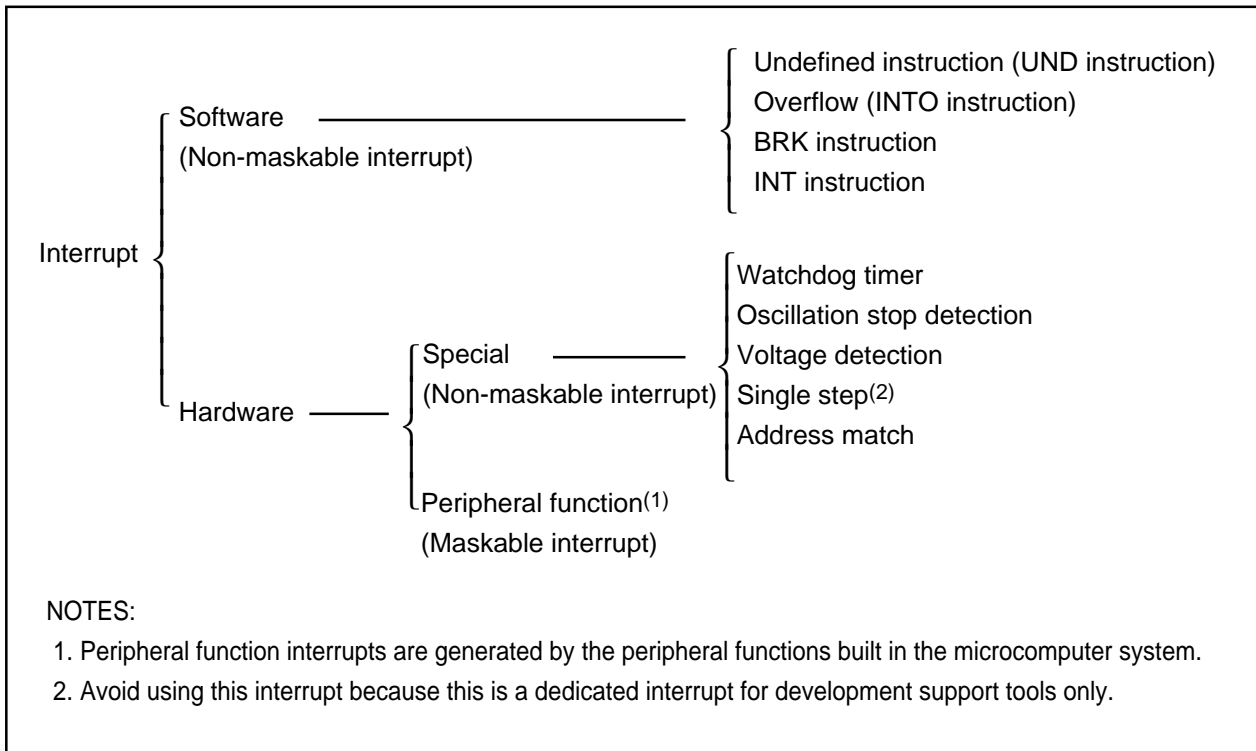 Interrupt
Software
(Non-maskable interrupt)
Undefined instruction (UND instruction)
Overflow (INTO instruction)
BRK instruction
INT instruction
Hardware
Special
(Non-maskable interrupt)
Watchdog timer
Oscillation stop detection
Voltage detection
Single step(2)
Address match
Peripheral function(1)
(Maskable interrupt)
NOTES:
1. Peripheral function interrupts are generated by the peripheral functions built in the microcomputer system.
2. Avoid using this interrupt because this is a dedicated interrupt for development support tools only.